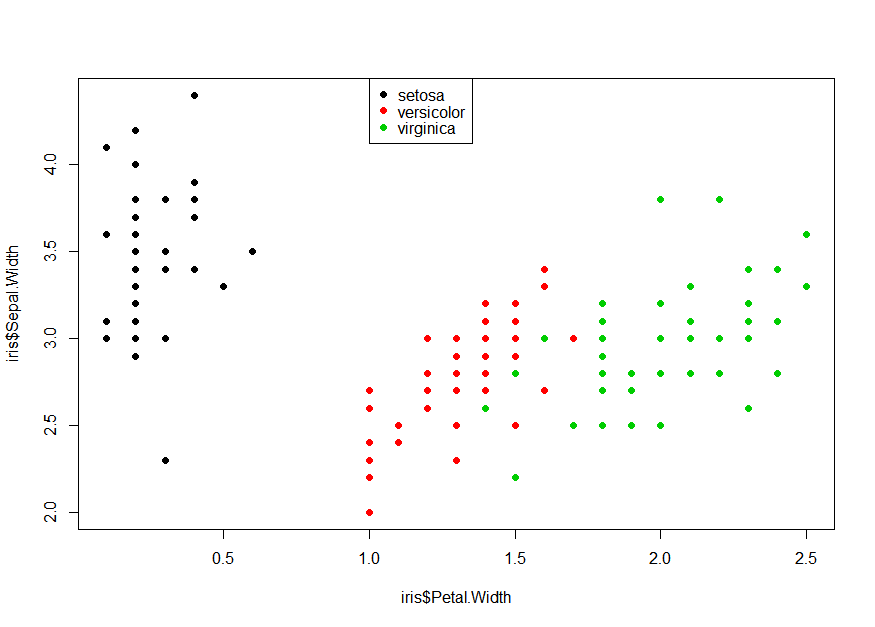 setosa
versicolor
virginica
4.0
3.5
3.0
2.5
2.0
iris$Sepal.Width
0.5 1.0 1.5 2.0 2.5
iris$Petal.Width